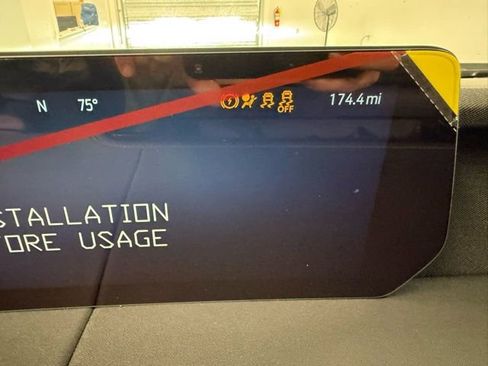 N 75° OFF 174.4 mi
STALLATION
ORE USAGE